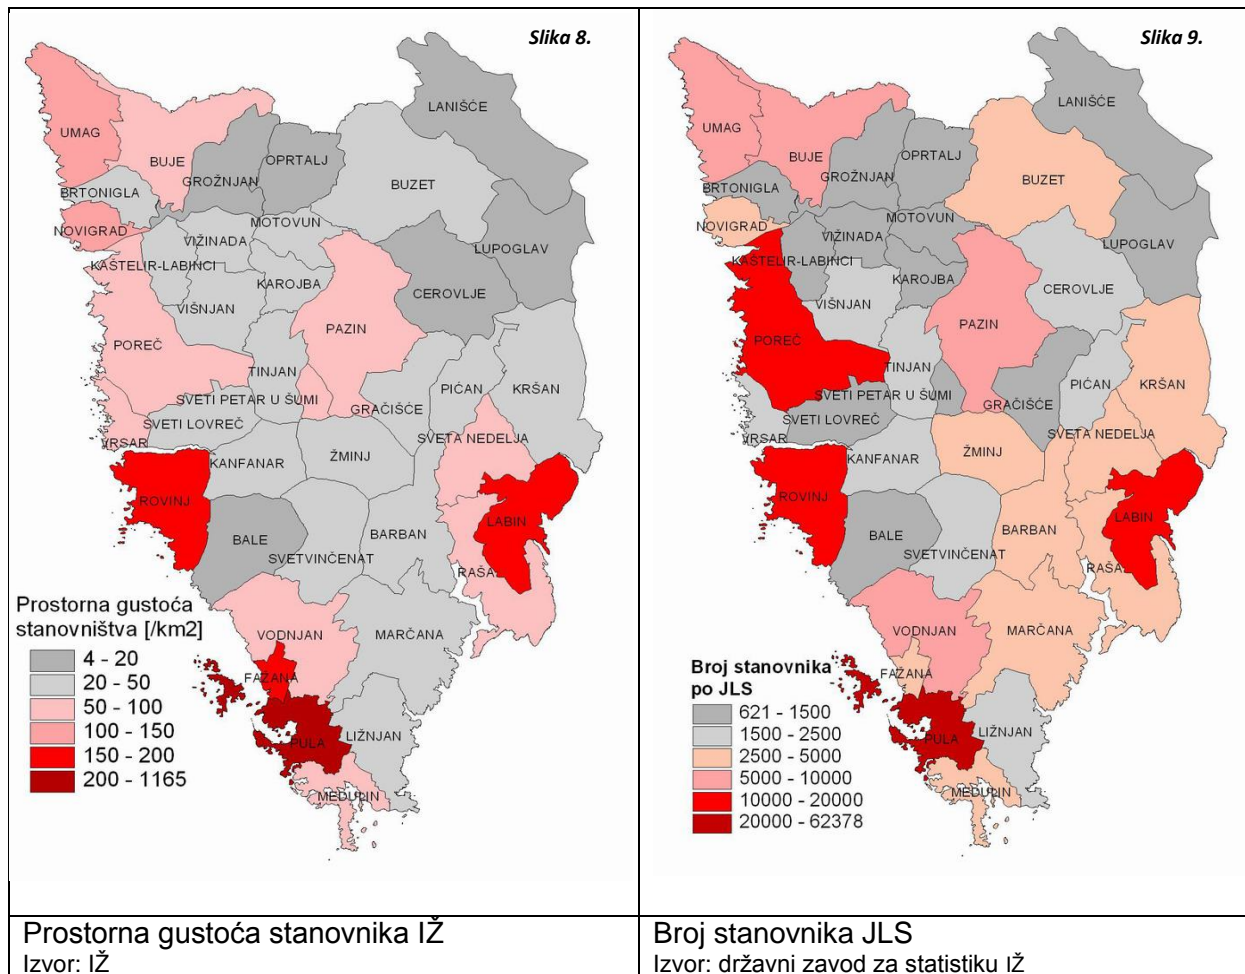 Slika 8.
LANIŠĆE
UMAG
BUJE
OPRTALJ
GROŽNJAN
BUZET
BRTONIGLA
MOTOVUN
NOVIGRAD
VIŽINADA
LUPOGLAV
KAŠTELIR-LABINCI
KAROJBA
CEROVLJE
VIŠNJAN
PAZIN
POREČ
TINJAN
PIĆAN
KRŠAN
SVETI PETAR U ŠUMI
GRAČIŠĆE
SVETI LOVREČ
VRSAR
SVETA NEDELJA
KANFANAR
ŽMINJ
ROVINJ
LABIN
BALE
BARBAN
SVETVINČENAT
RAŠA
Prostorna gustoća
stanovništva [/km2]
VODNJAN
MARČANA
4 - 20
20 - 50
50 - 100
100 - 150
150 - 200
200 - 1165
FAŽANA
LIŽNJAN
PULA
MEDULIN
Prostorna gustoća stanovnika IŽ
Izvor: IŽ
Slika 9.
LANIŠĆE
UMAG
BUJE
OPRTALJ
GROŽNJAN
BUZET
BRTONIGLA
MOTOVUN
NOVIGRAD
VIŽINADA
LUPOGLAV
KAŠTELIR-LABINCI
KAROJBA
CEROVLJE
VIŠNJAN
PAZIN
POREČ
TINJAN
PIĆAN
KRŠAN
SVETI PETAR U ŠUMI
GRAČIŠĆE
SVETI LOVREČ
VRSAR
SVETA NEDELJA
KANFANAR
ŽMINJ
ROVINJ
LABIN
BALE
BARBAN
SVETVINČENAT
RAŠA
VODNJAN
MARČANA
FAŽANA
Broj stanovnika
po JLS
621 - 1500
1500 - 2500
2500 - 5000
5000 - 10000
10000 - 20000
20000 - 62378
LIŽNJAN
PULA
MEDULIN
Broj stanovnika JLS
Izvor: državni zavod za statistiku IŽ